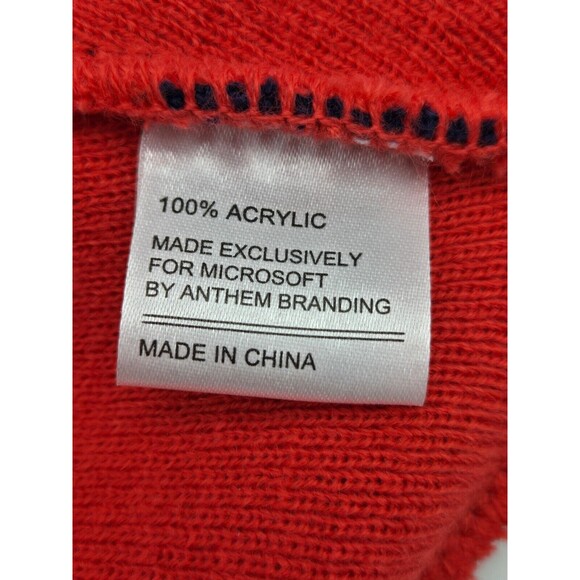 100% ACRYLIC
MADE EXCLUSIVELY
FOR MICROSOFT
BY ANTHEM BRANDING
MADE IN CHINA